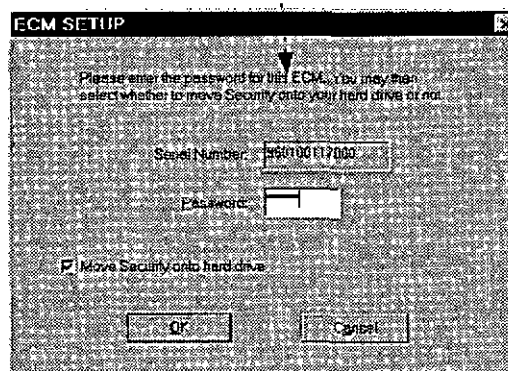 ECM SETUP
Please enter the password for this ECM. You may then
select whether to move Security onto your hard drive or not.
Serial Number:
Password:
Move Security onto hard drive
OK
Cancel